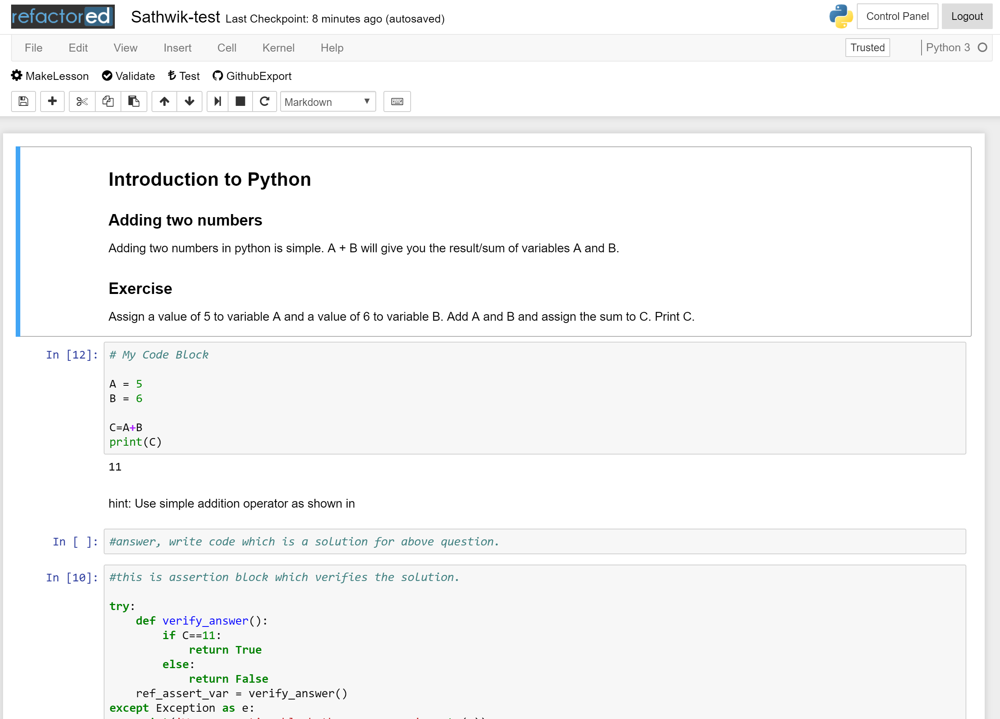 refactored Sathwik-test Last Checkpoint: 8 minutes ago (autosaved) Control Panel Logout
File Edit View Insert Cell Kernel Help Trusted Python 3
MakeLesson Validate Test GithubExport
Markdown
Introduction to Python
Adding two numbers
Adding two numbers in python is simple. A + B will give you the result/sum of variables A and B.
Exercise
Assign a value of 5 to variable A and a value of 6 to variable B. Add A and B and assign the sum to C. Print C.
In [12]: # My Code Block
A = 5
B = 6
C=A+B
print(C)
11
hint: Use simple addition operator as shown in
In [ ]: #answer, write code which is a solution for above question.
In [10]: #this is assertion block which verifies the solution.
try:
    def verify_answer():
        if C==11:
            return True
        else:
            return False
    ref_assert_var = verify_answer()
except Exception as e: